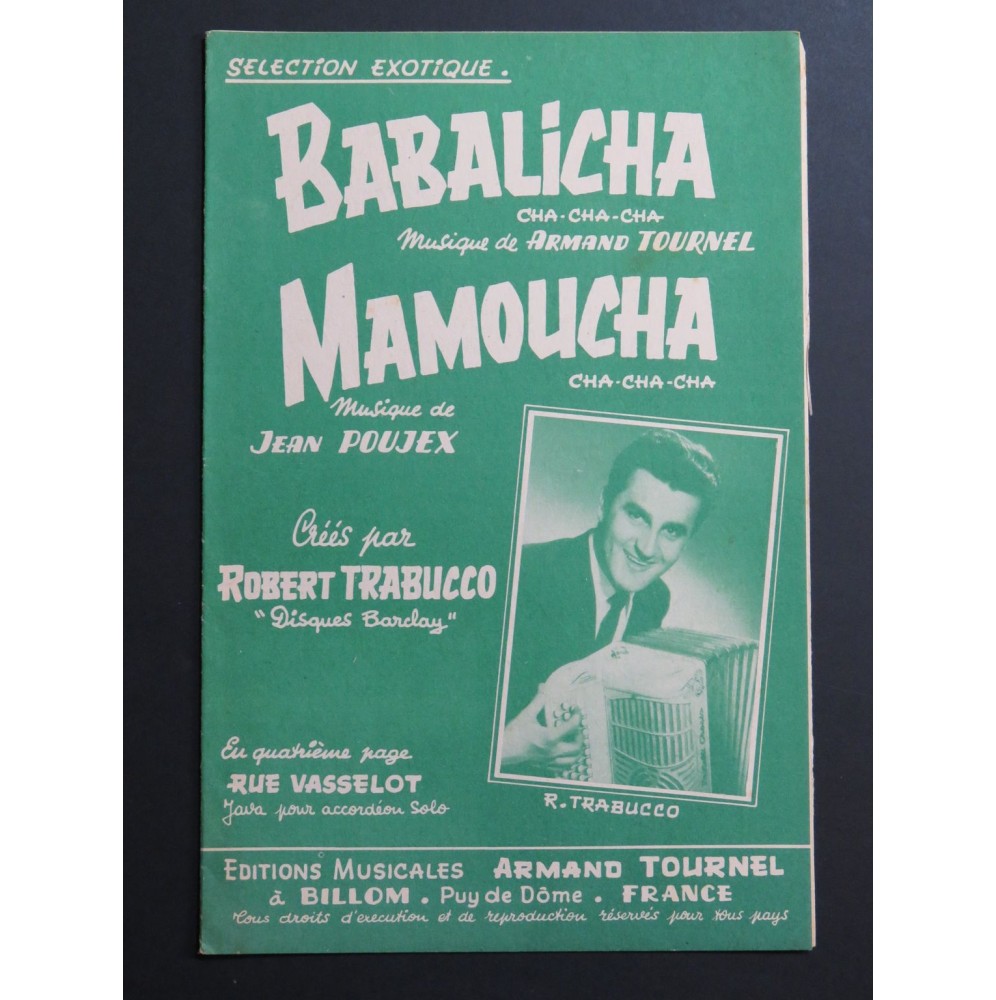 SELECTION EXOTIQUE.
BABALiCHA
CHA-CHA-CHA
Musique de ARMAND TOURNEL
MAMOUCHA
CHA-CHA-CHA
Musique de
JEAN POUJEX
Créés par
ROBERT TRABUCCO
"Disques Barclay"
En quatrième page
RUE VASSELOT
Java pour accordéon Solo
R. TRABUCCO
EDITIONS MUSICALES ARMAND TOURNEL
à BILLOM. Puy de Dôme. FRANCE
Tous droits d'execution et de reproduction réservés pour tous pays